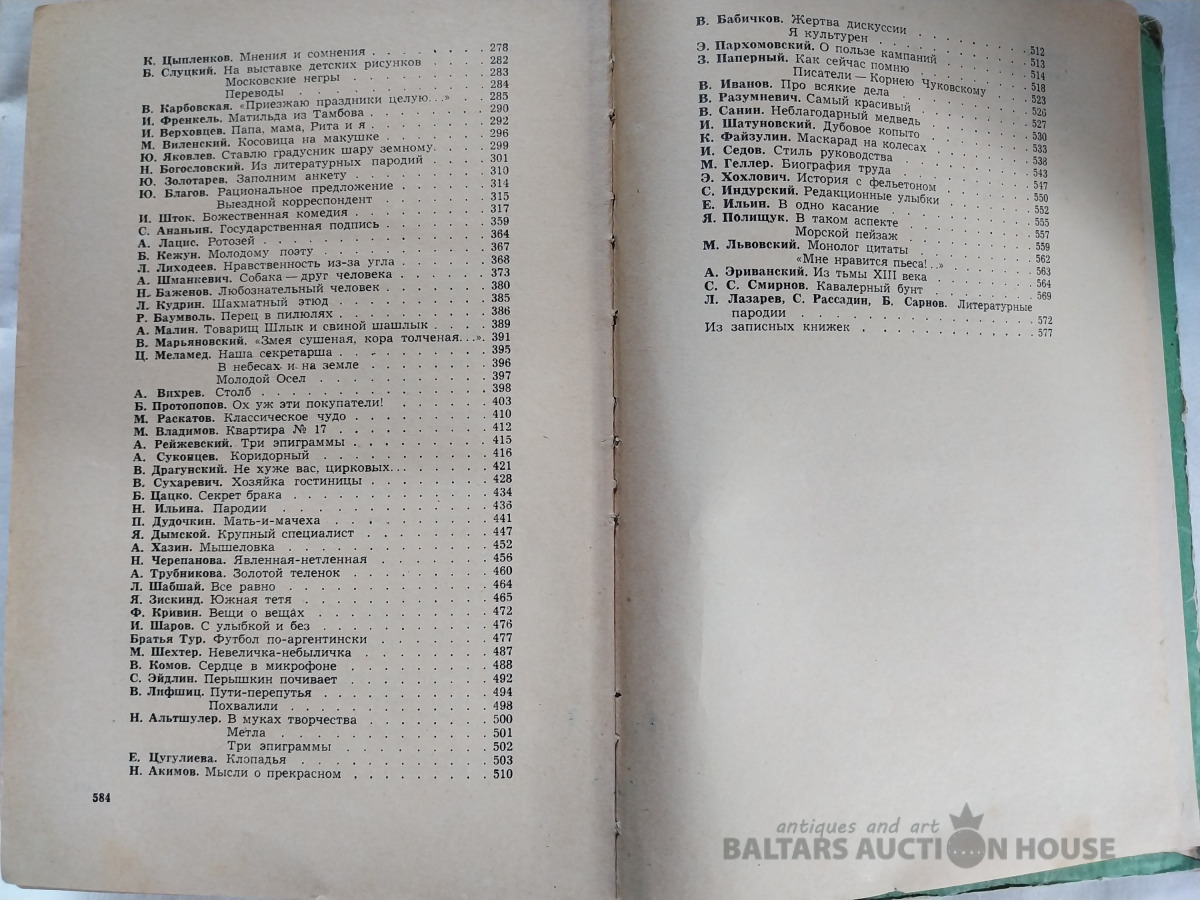 К. Цыпленков. Мнения и сомнения . . . . . . . . 278
Б. Слуцкий. На выставке детских рисунков . . . . . 282
Московские негры . . . . . . . . . 283
Переводы . . . . . . . . . . . 284
В. Карбовская. «Приезжаю праздники целую...» . . . 285
И. Френкель. Матильда из Тамбова . . . . . . . 290
И. Верховцев. Папа, мама, Рита и я . . . . . . . 292
М. Виленский. Косовица на макушке . . . . . . . 296
Ю. Яковлев. Ставлю градусник шару земному. . . . . 299
Н. Богословский. Из литературных пародий . . . . . 301
Ю. Золотарев. Заполним анкету . . . . . . . . 310
Ю. Благов. Рациональное предложение . . . . . . 314
Выездной корреспондент . . . . . . . 315
И. Шток. Божественная комедия . . . . . . . . 317
С. Ананьин. Государственная подпись . . . . . . 359
А. Лацис. Ротозей . . . . . . . . . . . . 364
Б. Кежун. Молодому поэту . . . . . . . . . . 367
Л. Лиходеев. Нравственность из-за угла . . . . . . 368
А. Шманкевич. Собака — друг человека . . . . . . 373
Н. Баженов. Любознательный человек . . . . . . . 380
Л. Кудрин. Шахматный этюд . . . . . . . . . 385
Р. Баумволь. Перец в пилюлях . . . . . . . . . 386
А. Малин. Товарищ Шлык и свиной шашлык . . . . 389
В. Марьяновский. «Змея сушеная, кора толченая...». 391
Ц. Меламед. Наша секретарша . . . . . . . . . 395
В небесах и на земле . . . . . . . . 396
Молодой Осел . . . . . . . . . . 397
А. Вихрев. Столб . . . . . . . . . . . . . 398
Б. Протопопов. Ох уж эти покупатели! . . . . . . 403
М. Раскатов. Классическое чудо . . . . . . . . 410
М. Владимов. Квартира № 17 . . . . . . . . . 412
А. Рейжевский. Три эпиграммы . . . . . . . . . 415
А. Суконцев. Коридорный . . . . . . . . . . 416
В. Драгунский. Не хуже вас, цирковых... . . . . . . 421
В. Сухаревич. Хозяйка гостиницы . . . . . . . . 428
Б. Цацко. Секрет брака . . . . . . . . . . . 434
Н. Ильина. Пародии . . . . . . . . . . . . 436
П. Дудочкин. Мать-и-мачеха . . . . . . . . . . 441
Я. Дымской. Крупный специалист . . . . . . . . 447
А. Хазин. Мышеловка . . . . . . . . . . . . 452
Н. Черепанова. Явленная-нетленная . . . . . . . 456
А. Трубникова. Золотой теленок . . . . . . . . 460
Л. Шабшай. Все равно . . . . . . . . . . . 464
Я. Зискинд. Южная тетя . . . . . . . . . . . 465
Ф. Кривин. Вещи о вещах . . . . . . . . . . 472
И. Шаров. С улыбкой и без . . . . . . . . . . 476
Братья Тур. Футбол по-аргентински . . . . . . . 477
М. Шехтер. Невеличка-небыличка . . . . . . . . 487
В. Комов. Сердце в микрофоне . . . . . . . . . 488
С. Эйдлин. Перышкин почивает . . . . . . . . . 492
В. Лифшиц. Пути-перепутья . . . . . . . . . . 494
Похвалили . . . . . . . . . . . 498
Н. Альтшулер. В муках творчества . . . . . . . 500
Метла . . . . . . . . . . . . 501
Три эпиграммы . . . . . . . . . 502
Е. Цугулиева. Клопадья . . . . . . . . . . . 503
Н. Акимов. Мысли о прекрасном . . . . . . . . . 510
584
В. Бабичков. Жертва дискуссии
Я культурен . . . . . . . . . 512
Э. Пархомовский. О пользе кампаний . . . . . . 513
З. Паперный. Как сейчас помню . . . . . . . . 514
Писатели — Корнею Чуковскому . . . 518
В. Иванов. Про всякие дела . . . . . . . . . 523
В. Разумневич. Самый красивый . . . . . . . . 526
В. Санин. Неблагодарный медведь . . . . . . . 527
И. Шатуновский. Дубовое копыто . . . . . . . . 530
К. Файзулин. Маскарад на колесах . . . . . . . 533
И. Седов. Стиль руководства . . . . . . . . . 538
М. Геллер. Биография труда . . . . . . . . . 543
Э. Хохлович. История с фельетоном . . . . . . . 547
С. Индурский. Редакционные улыбки . . . . . . . 550
Е. Ильин. В одно касание . . . . . . . . . . 552
Я. Полищук. В таком аспекте . . . . . . . . . 555
Морской пейзаж . . . . . . . . . 557
М. Львовский. Монолог цитаты . . . . . . . . 559
«Мне нравится пьеса!..» . . . . . . 562
А. Эриванский. Из тьмы XIII века . . . . . . . 563
С. С. Смирнов. Кавалерный бунт . . . . . . . . 564
Л. Лазарев, С. Рассадин, Б. Сарнов. Литературные 569
пародии . . . . . . . . . . . . . . 572
Из записных книжек . . . . . . . . . . . . 577
antiques and art
BALTARS AUCTION HOUSE